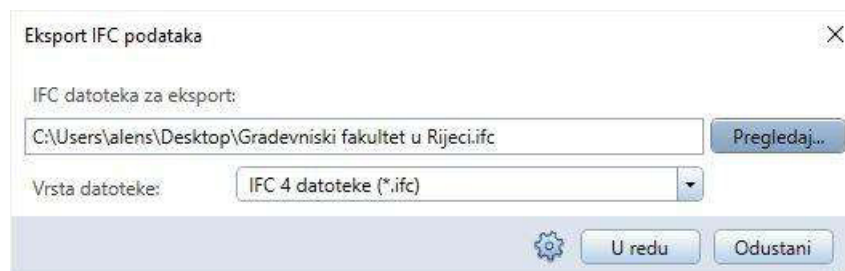 Eksport IFC podataka
IFC datoteka za eksport:
C:\Users\alens\Desktop\Gradevniski fakultet u Rijeci.ifc Pregledaj...
Vrsta datoteke: IFC 4 datoteke (*.ifc)
U redu Odustani